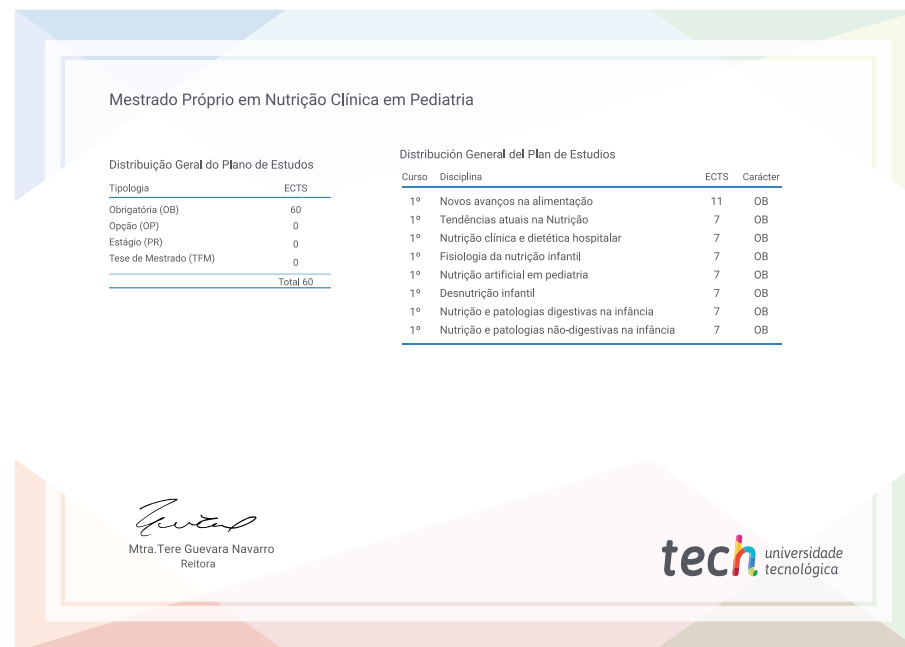 Mestrado Próprio em Nutrição Clínica em Pediatria
Distribuição Geral do Plano de Estudos
Tipologia ECTS
Obrigatória (OB) 60
Opção (OP) 0
Estágio (PR) 0
Tese de Mestrado (TFM) 0
Total 60
Distribución General del Plan de Estudios
Curso Disciplina ECTS Carácter
1º Novos avanços na alimentação 11 OB
1º Tendências atuais na Nutrição 7 OB
1º Nutrição clínica e dietética hospitalar 7 OB
1º Fisiologia da nutrição infantil 7 OB
1º Nutrição artificial em pediatria 7 OB
1º Desnutrição infantil 7 OB
1º Nutrição e patologias digestivas na infância 7 OB
1º Nutrição e patologias não-digestivas na infância 7 OB
Mtra.Tere Guevara Navarro
Reitora
tech universidade
tecnológica